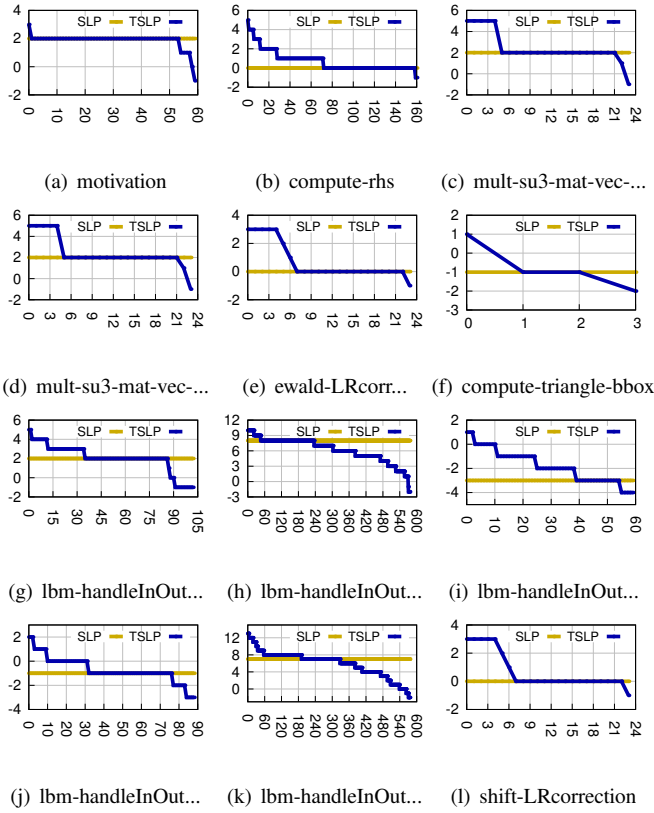 SLP TSLP SLP TSLP SLP TSLP
4 6 6
2 4 4
0 2 2
-2 0 0
-2 -2
0 10 20 30 40 50 60 0 20 40 60 80 100 120 140 160 0 3 6 9 12 15 18 21 24
(a) motivation (b) compute-rhs (c) mult-su3-mat-vec-...
SLP TSLP SLP TSLP SLP TSLP
6 4 2
4 2 1
2 0 0
0 -2 -1
-2 -2
-3
0 3 6 9 12 15 18 21 24 0 3 6 9 12 15 18 21 24 0 1 2 3
(d) mult-su3-mat-vec-... (e) ewald-LRcorr... (f) compute-triangle-bbox
SLP TSLP SLP TSLP SLP TSLP
6 12 2
4 9 0
2 6 -2
0 3 -4
-2 0
-3
0 15 30 45 60 75 90 105 0 60 120 180 240 300 360 420 480 540 600 0 10 20 30 40 50 60
(g) lbm-handleInOut... (h) lbm-handleInOut... (i) lbm-handleInOut...
SLP TSLP SLP TSLP SLP TSLP
2 12 4
0 8 2
-2 4 0
-4 0 -2
0 10 20 30 40 50 60 70 80 90 0 60 120 180 240 300 360 420 480 540 600 0 3 6 9 12 15 18 21 24
(j) lbm-handleInOut... (k) lbm-handleInOut... (l) shift-LRcorrection